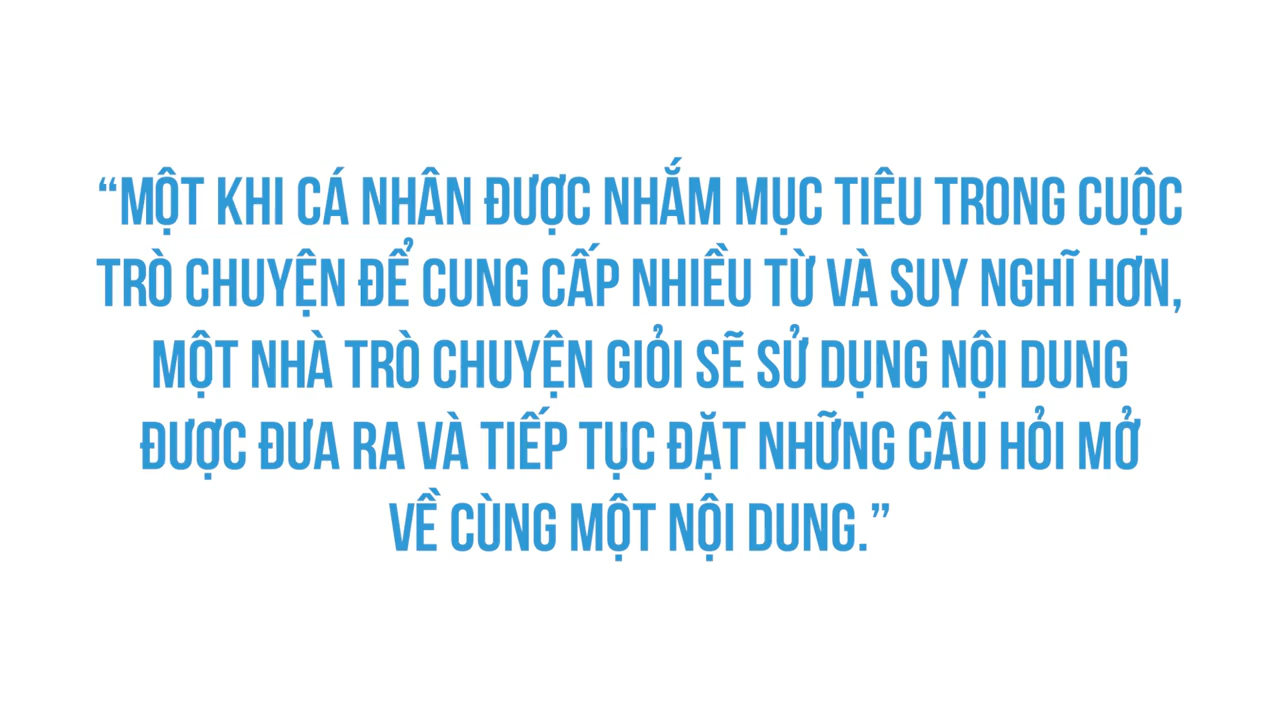 “MỘT KHI CÁ NHÂN ĐƯỢC NHẮM MỤC TIÊU TRONG CUỘC
TRÒ CHUYỆN ĐỂ CUNG CẤP NHIỀU TỪ VÀ SUY NGHĨ HƠN,
MỘT NHÀ TRÒ CHUYỆN GIỎI SẼ SỬ DỤNG NỘI DUNG
ĐƯỢC ĐƯA RA VÀ TIẾP TỤC ĐẶT NHỮNG CÂU HỎI MỞ
VỀ CÙNG MỘT NỘI DUNG.”